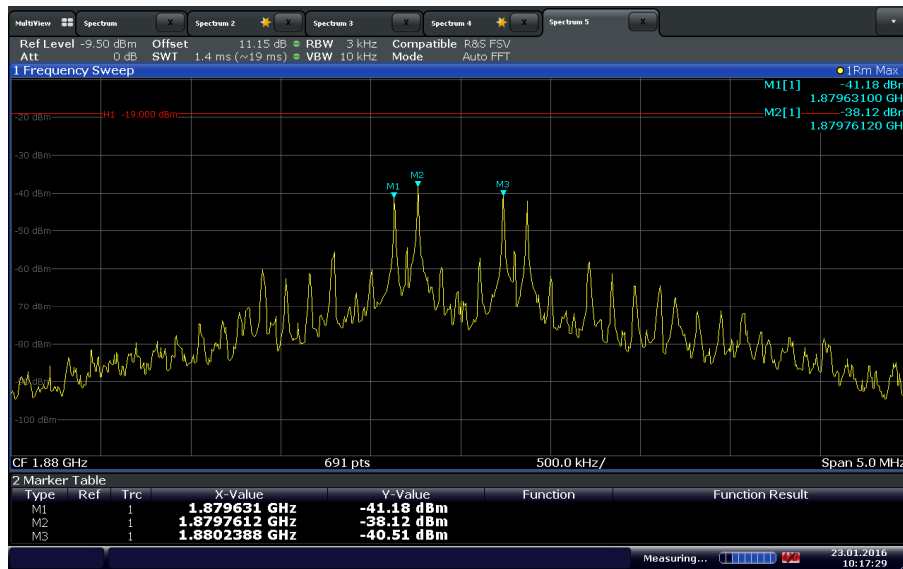 MultiView Spectrum X Spectrum 2 X Spectrum 3 X Spectrum 4 X Spectrum 5 X
Ref Level -9.50 dBm Offset 11.15 dB RBW 3 kHz Compatible R&S FSV
Att 0 dB SWT 1.4 ms (~19 ms) VBW 10 kHz Mode Auto FFT
1 Frequency Sweep 1Rm Max
M1[1] -41.18 dBr
1.87963100 GH
-20 dBm H1 -19.000 dBm M2[1] -38.12 dBr
1.87976120 GH
-30 dBm
M2
M1 M3
-40 dBm
-50 dBm
-60 dBm
-70 dBm
-80 dBm
-90 dBm
-100 dBm
CF 1.88 GHz 691 pts 500.0 kHz/ Span 5.0 MHz
2 Marker Table
Type Ref Trc X-Value Y-Value Function Function Result
M1 1 1.879631 GHz -41.18 dBm
M2 1 1.8797612 GHz -38.12 dBm
M3 1 1.8802388 GHz -40.51 dBm
Measuring... 23.01.2016
10:17:29